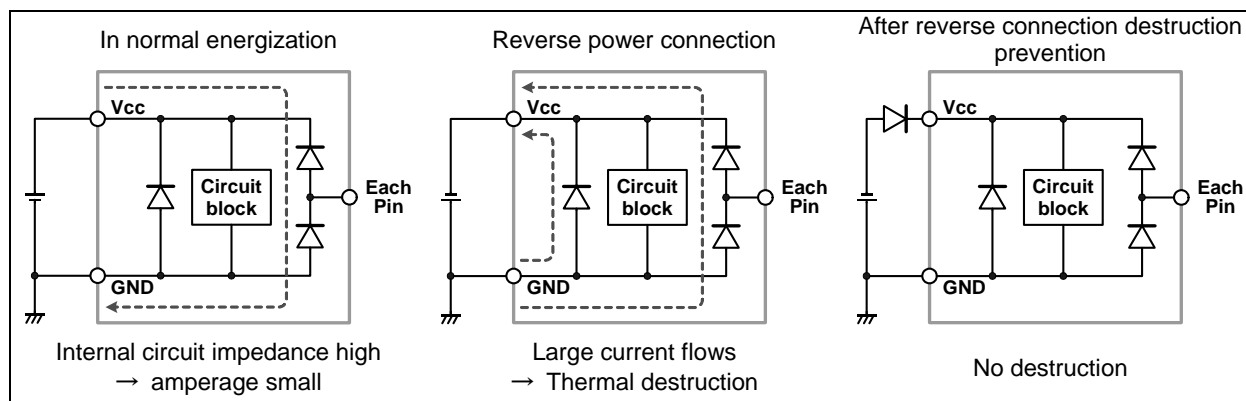 In normal energization
Vcc
Circuit
block
Each
Pin
GND
Internal circuit impedance high
→ amperage small
Reverse power connection
Vcc
Circuit
block
Each
Pin
GND
Large current flows
→ Thermal destruction
After reverse connection destruction
prevention
Vcc
Circuit
block
Each
Pin
GND
No destruction